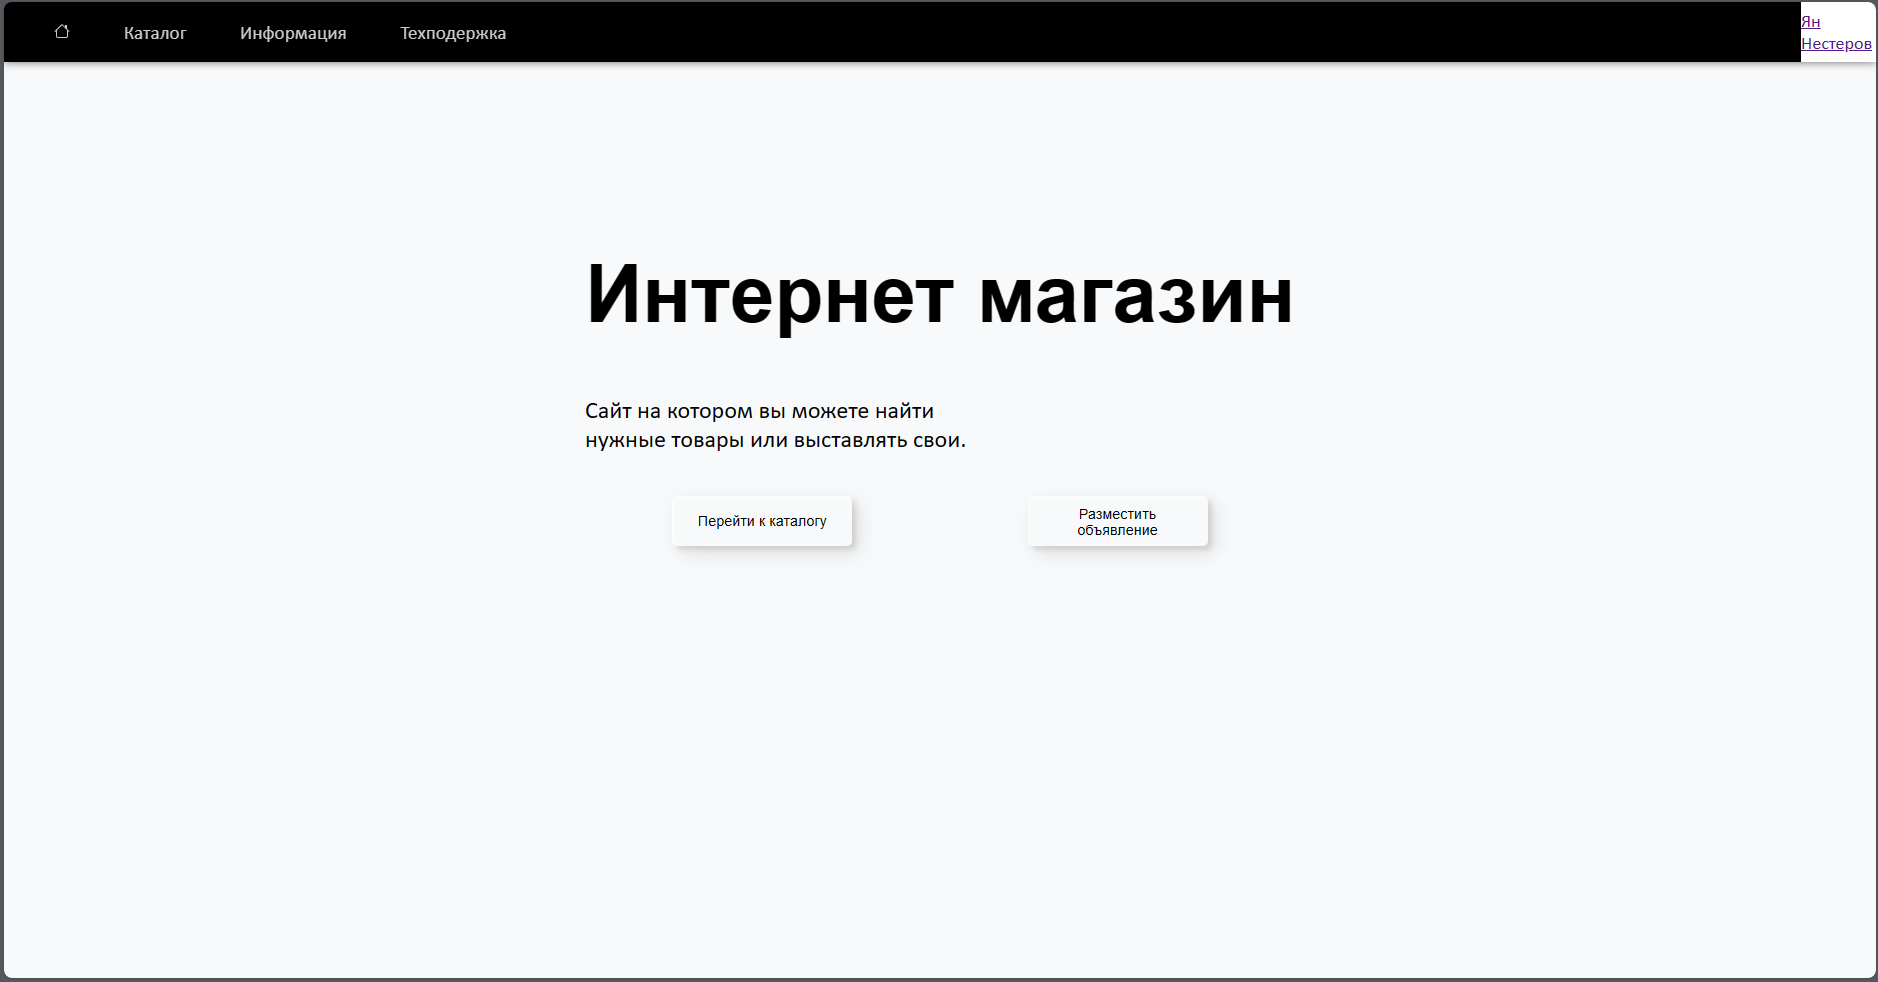 Каталог
Информация
Техподержка
Ян
Нестеров
Интернет магазин
Сайт на котором вы можете найти
нужные товары или выставлять свои.
Перейти к каталогу
Разместить
объявление